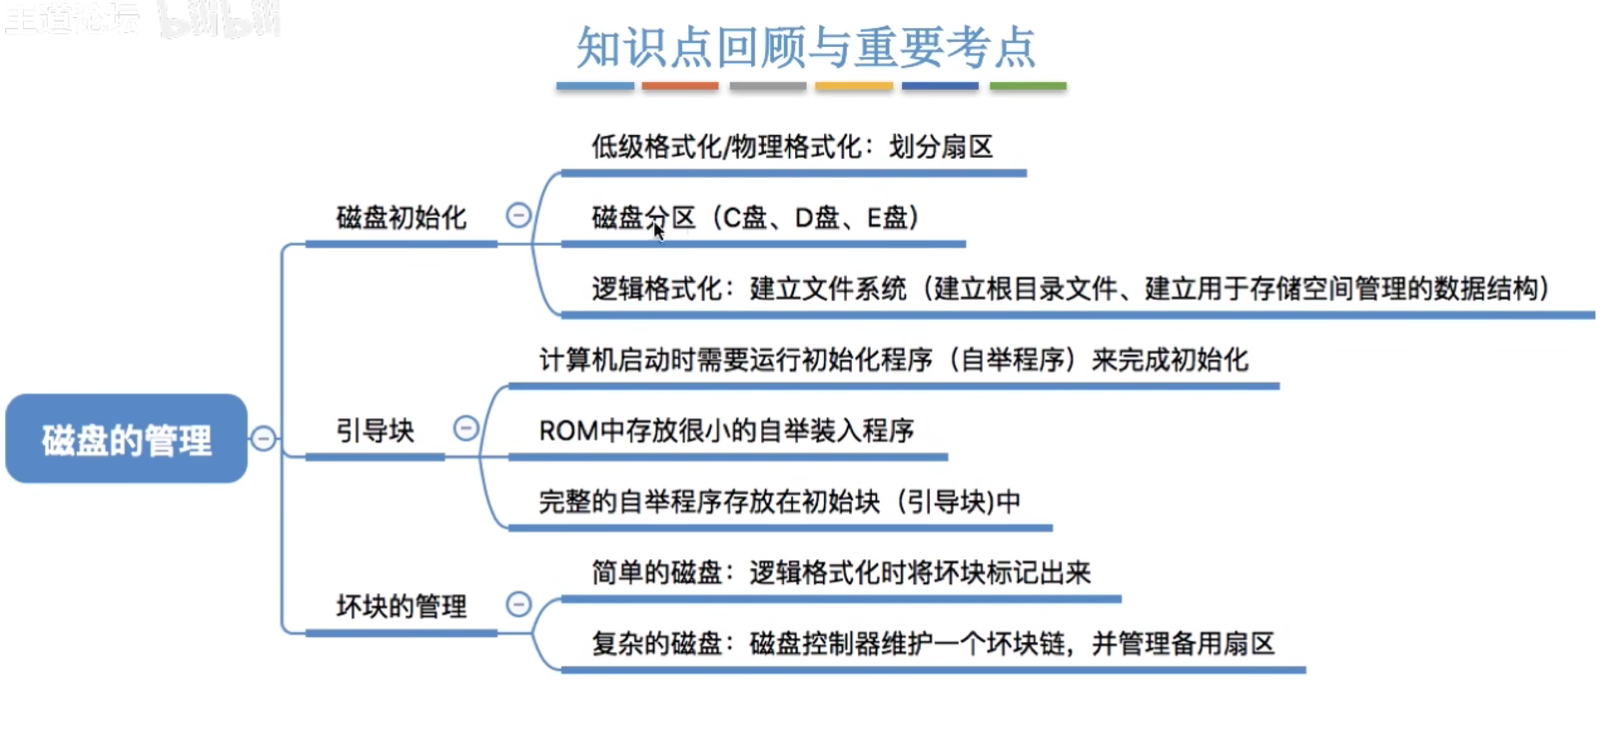 王道论坛 bilibili
知识点回顾与重要考点
低级格式化/物理格式化：划分扇区
磁盘初始化
磁盘分区（C盘、D盘、E盘）
逻辑格式化：建立文件系统（建立根目录文件、建立用于存储空间管理的数据结构）
计算机启动时需要运行初始化程序（自举程序）来完成初始化
引导块
ROM中存放很小的自举装入程序
磁盘的管理
完整的自举程序存放在初始块（引导块)中
简单的磁盘：逻辑格式化时将坏块标记出来
坏块的管理
复杂的磁盘：磁盘控制器维护一个坏块链，并管理备用扇区